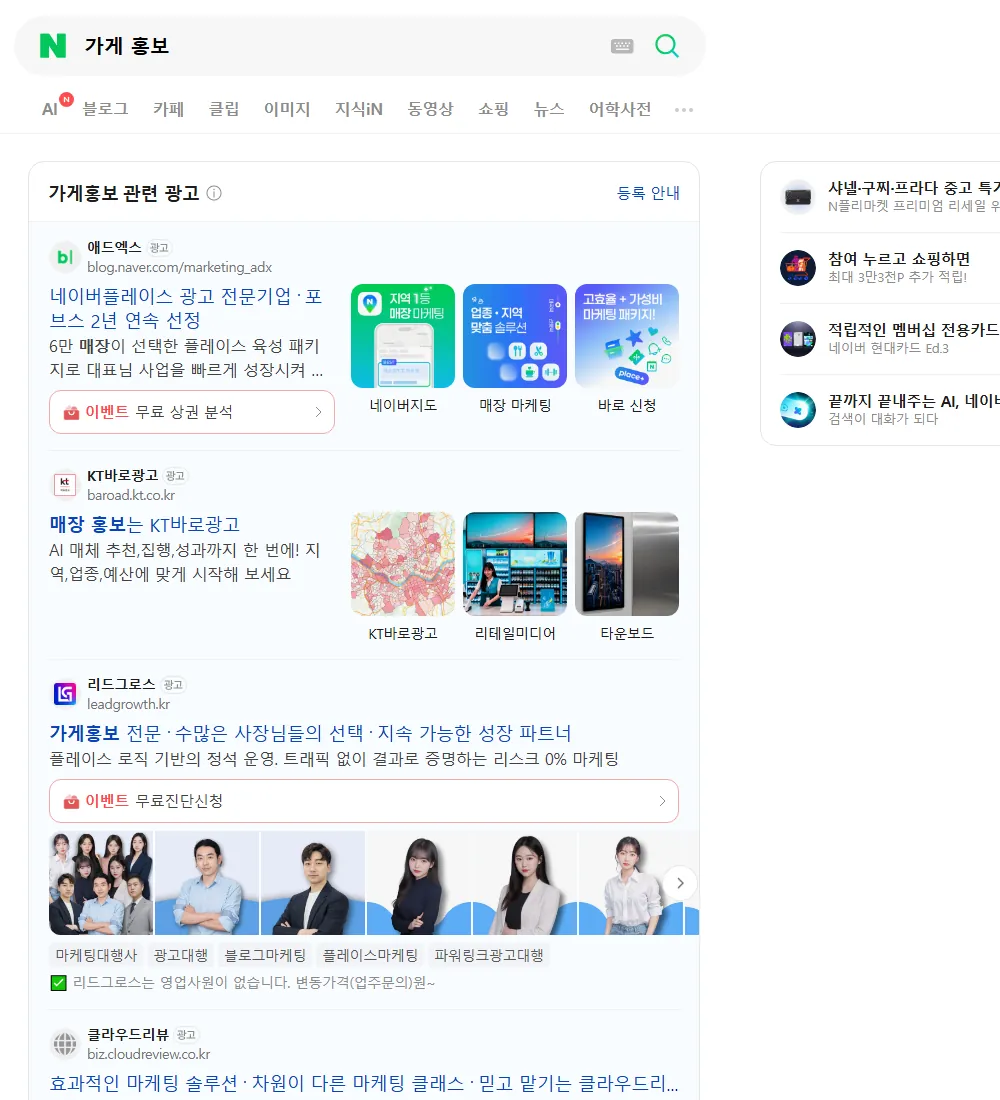 N 가게 홍보
AI N 블로그 카페 클립 이미지 지식iN 동영상 쇼핑 뉴스 어학사전 ···
가게홍보 관련 광고
등록 안내
애드엑스 광고
blog.naver.com/marketing_adx
네이버플레이스 광고 전문기업 · 포
브스 2년 연속 선정
6만 매장이 선택한 플레이스 육성 패키
지로 대표님 사업을 빠르게 성장시켜 ...
이벤트 무료 상권 분석
지역 1등
매장 마케팅
네이버지도
업종 · 지역
맞춤 솔루션
매장 마케팅
고효율 + 가성비
마케팅 패키지!
place+
바로 신청
kt
KT바로광고 광고
baroad.kt.co.kr
매장 홍보는 KT바로광고
AI 매체 추천,집행,성과까지 한 번에! 지
역,업종,예산에 맞게 시작해 보세요
KT바로광고
리테일미디어
타운보드
리드그로스 광고
leadgrowth.kr
가게홍보 전문 · 수많은 사장님들의 선택 · 지속 가능한 성장 파트너
플레이스 로직 기반의 정석 운영. 트래픽 없이 결과로 증명하는 리스크 0% 마케팅
이벤트 무료진단신청
마케팅대행사 광고대행 블로그마케팅 플레이스마케팅 파워링크광고대행
리드그로스는 영업사원이 없습니다. 변동가격(업주문의)원~
클라우드리뷰 광고
biz.cloudreview.co.kr
효과적인 마케팅 솔루션 · 차원이 다른 마케팅 클래스 · 믿고 맡기는 클라우드리...
샤넬·구찌·프라다 중고 특가
N플리마켓 프리미엄 리세일 위
참여 누르고 쇼핑하면
최대 3만3천P 추가 적립!
적립적인 멤버십 전용카드
네이버 현대카드 Ed.3
끝까지 끝내주는 AI, 네이버
검색이 대화가 되다